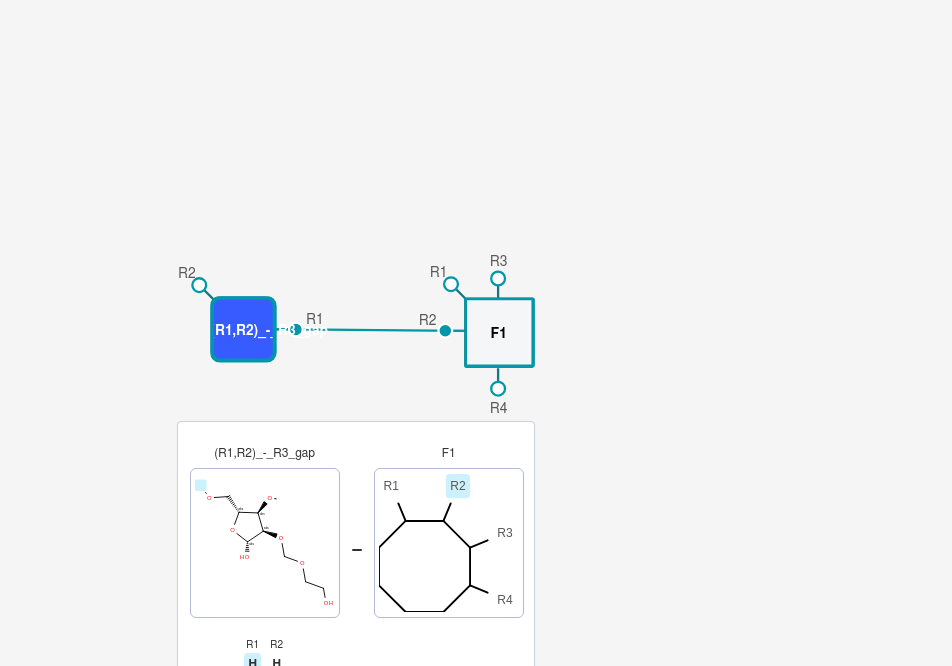 R3
R1
R2
R1
R2
R1,R2)_-_R3_gap
F1
R4
(R1,R2)_-_R3_gap
F1
R1
R2
R3
R4
O
O
O
O
HO
O
OH
–
R1 R2
H H